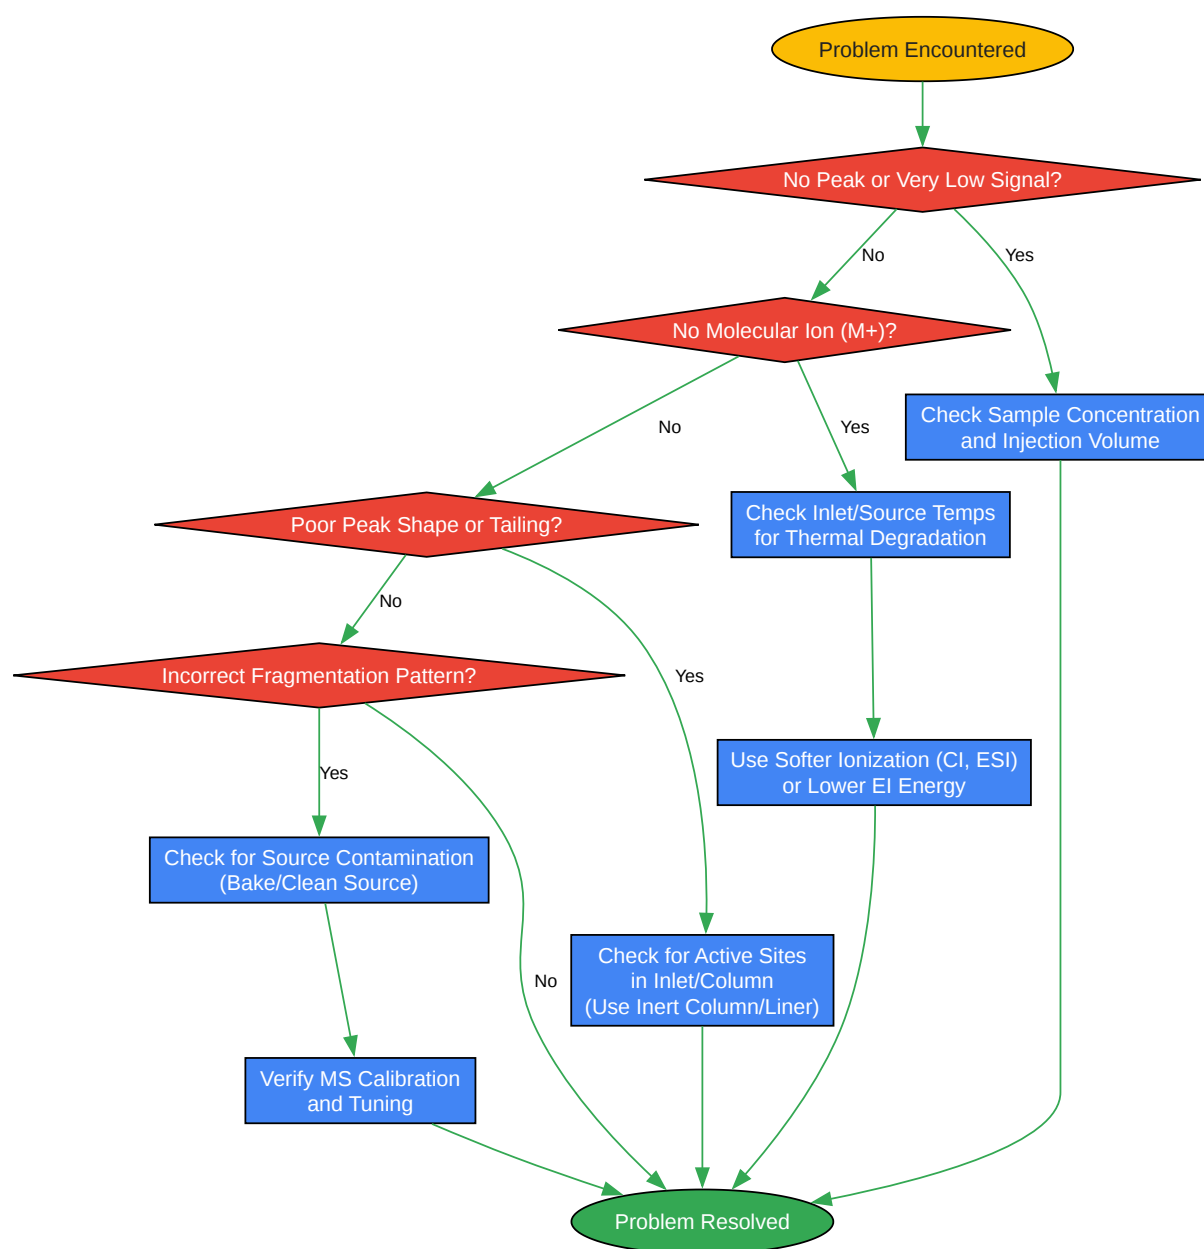 Problem Encountered
No Peak or Very Low Signal?
No
Yes
No Molecular Ion (M+)?
Check Sample Concentration
and Injection Volume
No
Yes
Check Inlet/Source Temps
for Thermal Degradation
Poor Peak Shape or Tailing?
No
Yes
Incorrect Fragmentation Pattern?
Use Softer Ionization (CI, ESI)
or Lower EI Energy
Yes
Check for Source Contamination
(Bake/Clean Source)
No
Check for Active Sites
in Inlet/Column
(Use Inert Column/Liner)
Verify MS Calibration
and Tuning
Problem Resolved